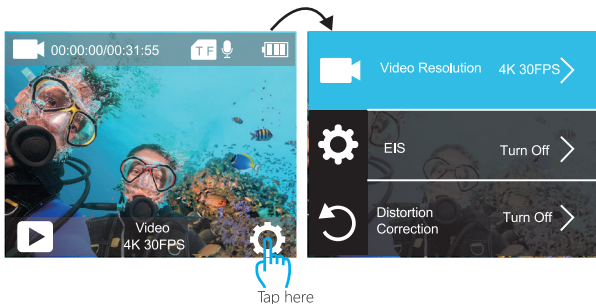 00:00:00/00:31:55
TF
Video
4K 30FPS
Tap here
Video Resolution 4K 30FPS
EIS Turn Off
Distortion
Correction Turn Off